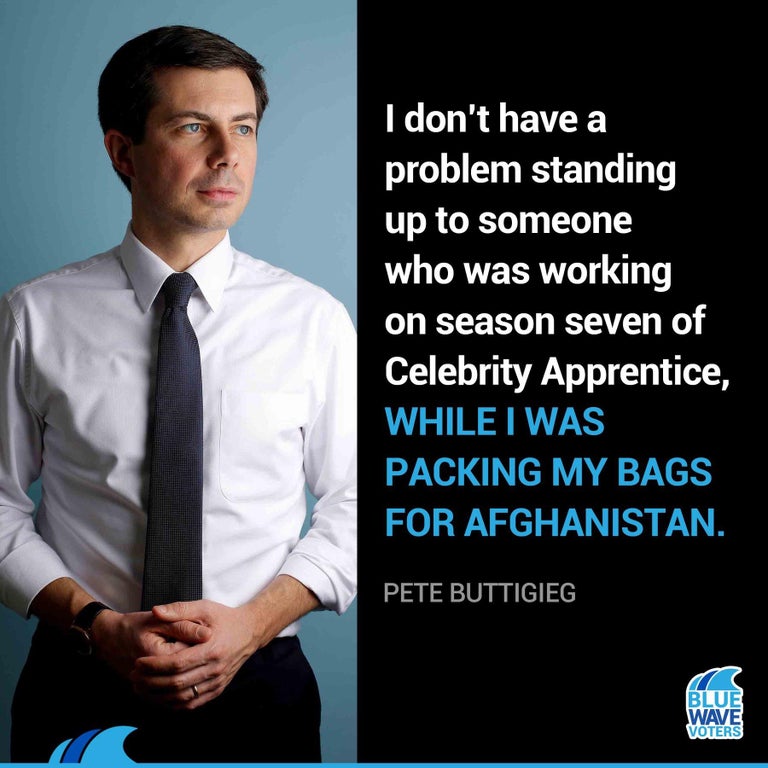 I don't have a
problem standing
up to someone
who was working
on season seven of
Celebrity Apprentice,
WHILE I WAS
PACKING MY BAGS
FOR AFGHANISTAN.
PETE BUTTIGIEG
BLUE
WAVE
VOTERS